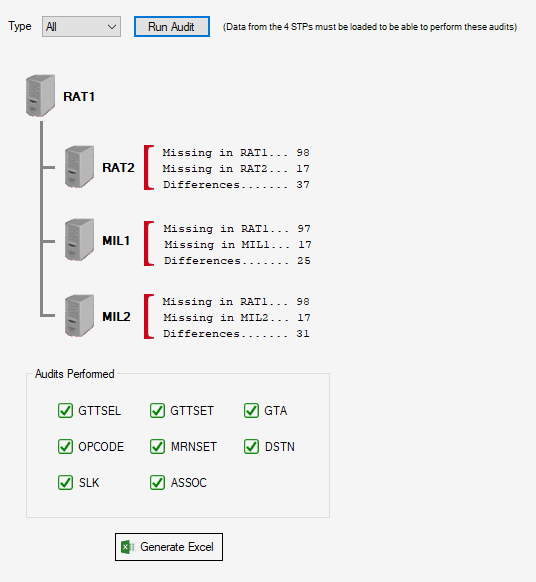 Type All Run Audit (Data from the 4 STPs must be loaded to be able to perform these audits)
RAT1
RAT2
Missing in RAT1... 98
Missing in RAT2... 17
Differences....... 37
MIL1
Missing in RAT1... 97
Missing in MIL1... 17
Differences....... 25
MIL2
Missing in RAT1... 98
Missing in MIL2... 17
Differences....... 31
Audits Performed
GTTSEL GTTSET GTA
OPCODE MRNSET DSTN
SLK ASSOC
Generate Excel